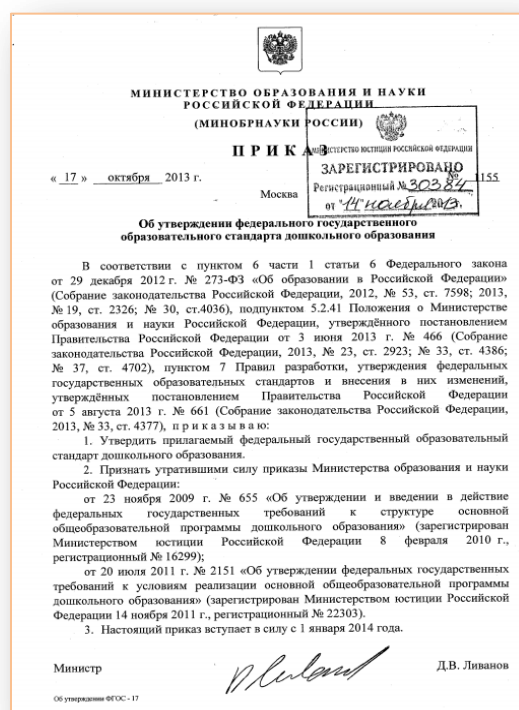 МИНИСТЕРСТВО ОБРАЗОВАНИЯ И НАУКИ
РОССИЙСКОЙ ФЕДЕРАЦИИ
(МИНОБРНАУКИ РОССИИ)
ПРИКАЗ
МИНИСТЕРСТВО ЮСТИЦИИ РОССИЙСКОЙ ФЕДЕРАЦИИ
ЗАРЕГИСТРИРОВАНО
Регистрационный № 30384
от "14" ноября 2013.
« 17 » октября 2013 г.
№ 1155
Москва
Об утверждении федерального государственного
образовательного стандарта дошкольного образования
В соответствии с пунктом 6 части 1 статьи 6 Федерального закона
от 29 декабря 2012 г. № 273-ФЗ «Об образовании в Российской Федерации»
(Собрание законодательства Российской Федерации, 2012, № 53, ст. 7598; 2013,
№ 19, ст. 2326; № 30, ст.4036), подпунктом 5.2.41 Положения о Министерстве
образования и науки Российской Федерации, утверждённого постановлением
Правительства Российской Федерации от 3 июня 2013 г. № 466 (Собрание
законодательства Российской Федерации, 2013, № 23, ст. 2923; № 33, ст. 4386;
№ 37, ст. 4702), пунктом 7 Правил разработки, утверждения федеральных
государственных образовательных стандартов и внесения в них изменений,
утверждённых постановлением Правительства Российской Федерации
от 5 августа 2013 г. № 661 (Собрание законодательства Российской Федерации,
2013, № 33, ст. 4377), п р и к а з ы в а ю:
1. Утвердить прилагаемый федеральный государственный образовательный
стандарт дошкольного образования.
2. Признать утратившими силу приказы Министерства образования и науки
Российской Федерации:
от 23 ноября 2009 г. № 655 «Об утверждении и введении в действие
федеральных государственных требований к структуре основной
общеобразовательной программы дошкольного образования» (зарегистрирован
Министерством юстиции Российской Федерации 8 февраля 2010 г.,
регистрационный № 16299);
от 20 июля 2011 г. № 2151 «Об утверждении федеральных государственных
требований к условиям реализации основной общеобразовательной программы
дошкольного образования» (зарегистрирован Министерством юстиции Российской
Федерации 14 ноября 2011 г., регистрационный № 22303).
3. Настоящий приказ вступает в силу с 1 января 2014 года.
Министр
Д.В. Ливанов
Об утверждении ФГОС - 17